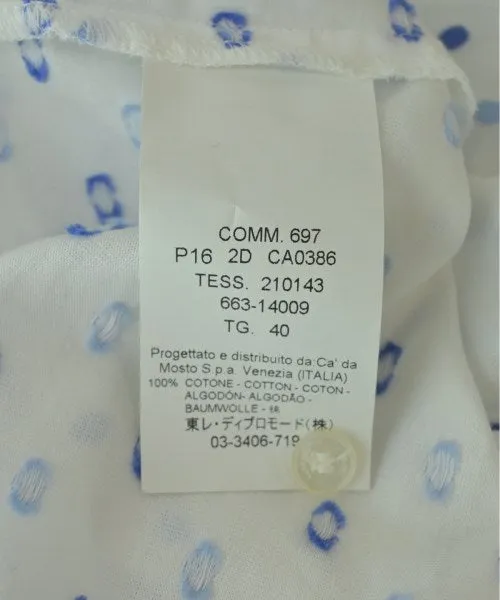 COMM. 697
P16 2D CA0386
TESS. 210143
663-14009
TG. 40
Progettato e distribuito da Ca' da
Mosto S.p.a. Venezia (ITALIA)
100% COTONE - COTTON - COTON -
ALGODÓN- ALGODÃO -
BAUMWOLLE - 綿
東レ・ディプロモード(株)
03-3406-719